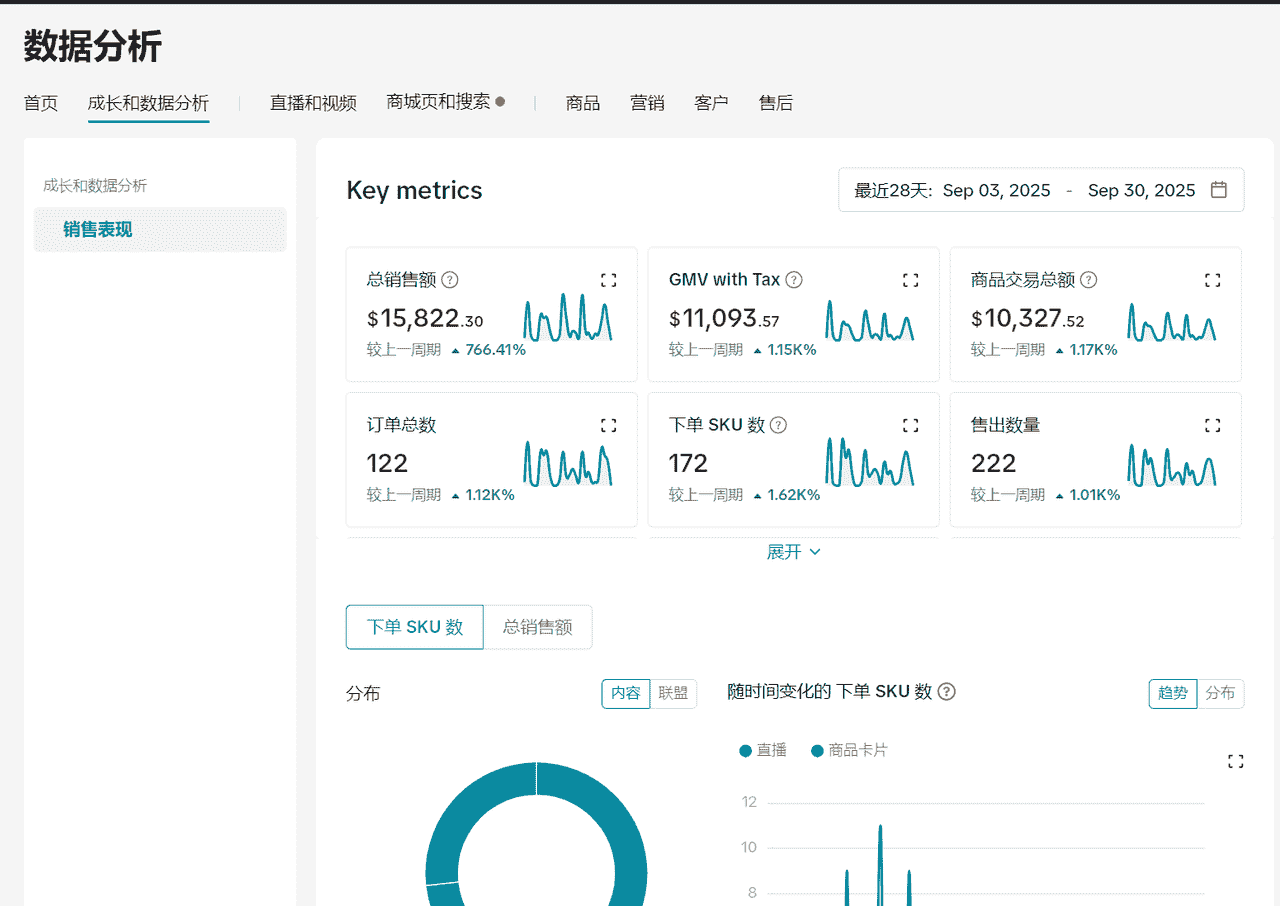 数据分析
首页 成长和数据分析 直播和视频 商城页和搜索 商品 营销 客户 售后
成长和数据分析
销售表现
Key metrics
最近28天: Sep 03, 2025 - Sep 30, 2025
总销售额 ?
$15,822.30
较上一周期 ▲ 766.41%
GMV with Tax ?
$11,093.57
较上一周期 ▲ 1.15K%
商品交易总额 ?
$10,327.52
较上一周期 ▲ 1.17K%
订单总数
122
较上一周期 ▲ 1.12K%
下单 SKU 数 ?
172
较上一周期 ▲ 1.62K%
售出数量
222
较上一周期 ▲ 1.01K%
展开
下单 SKU 数 总销售额
分布
内容 联盟
随时间变化的 下单 SKU 数 ?
趋势 分布
直播 商品卡片
12
10
8